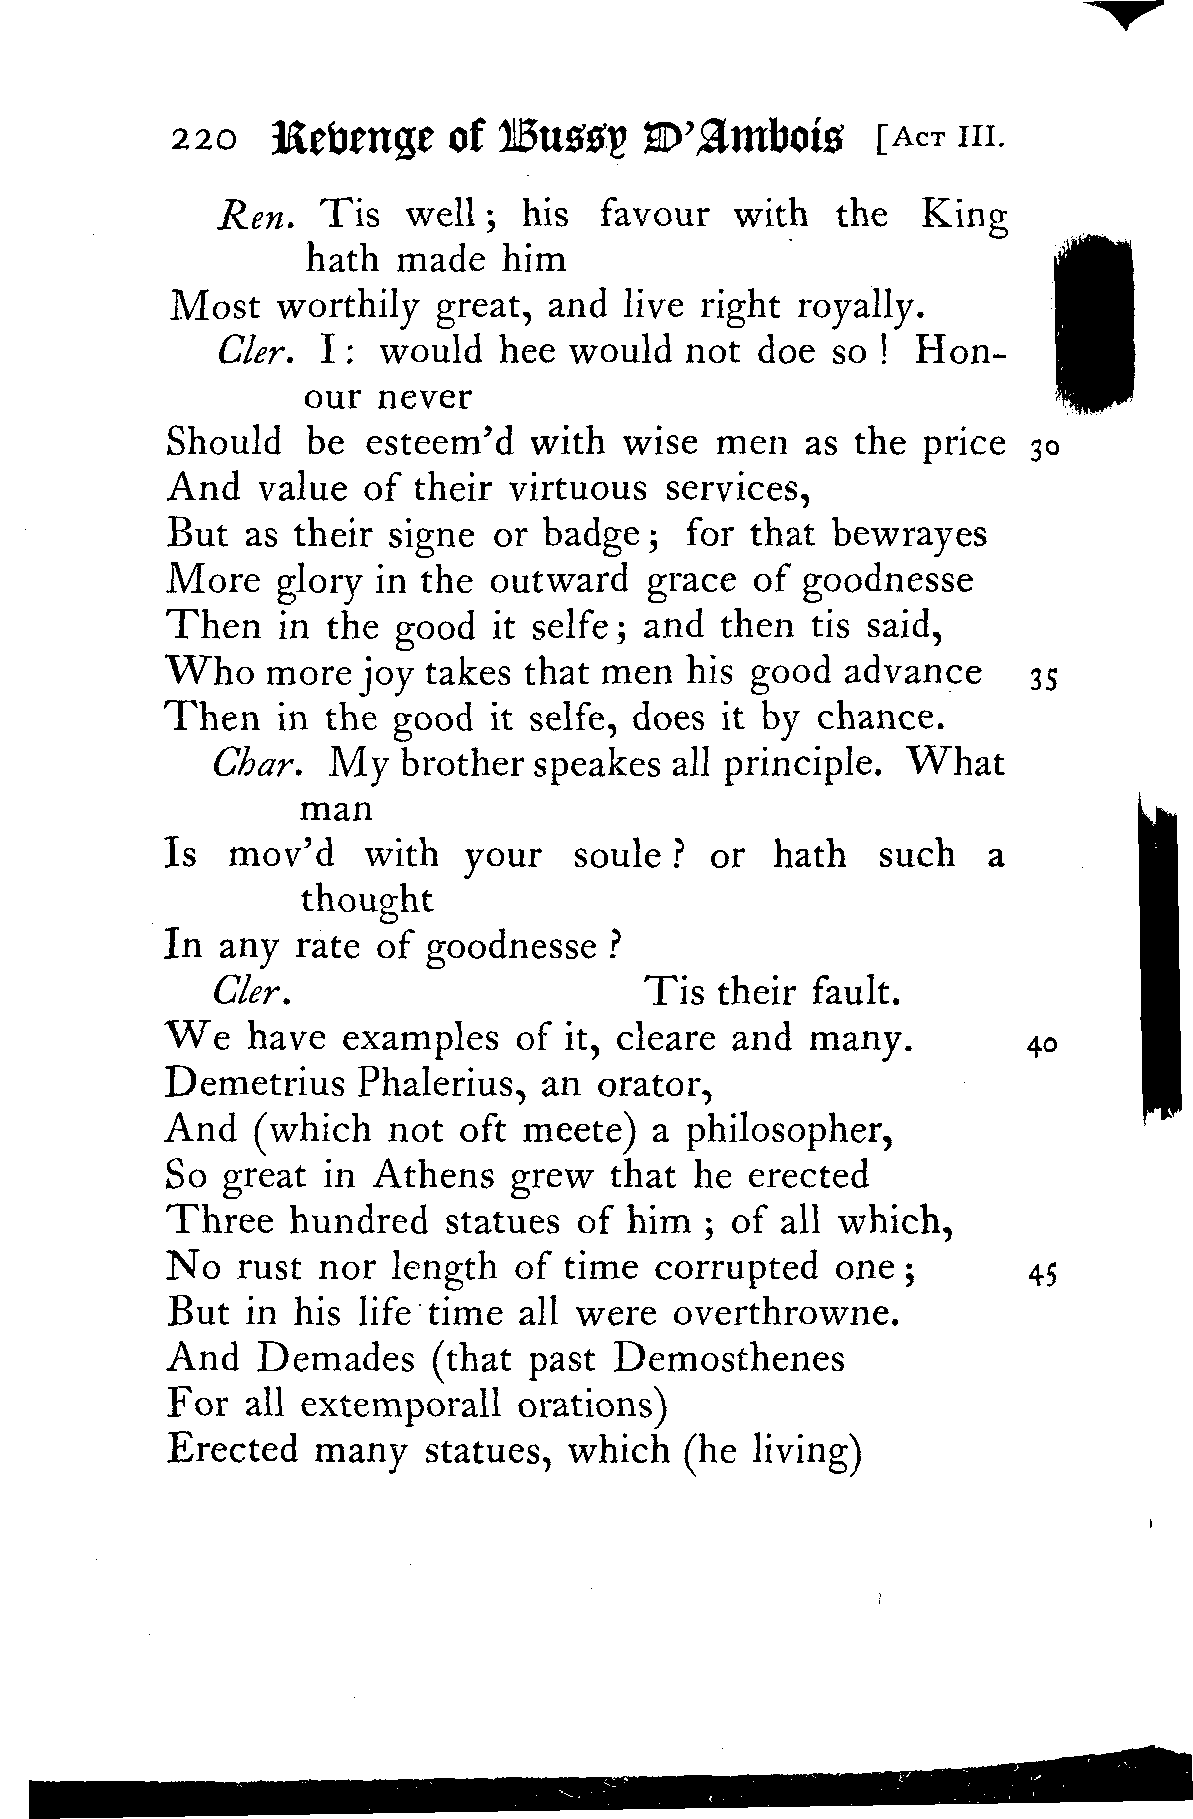 220 Revenge of Bussy D'Ambois [ACT III.
Ren. Tis well; his favour with the King
hath made him
Most worthily great, and live right royally.
Cler. I: would hee would not doe so! Hon-
our never
Should be esteem'd with wise men as the price 30
And value of their virtuous services,
But as their signe or badge; for that bewrayes
More glory in the outward grace of goodnesse
Then in the good it selfe; and then tis said,
Who more joy takes that men his good advance 35
Then in the good it selfe, does it by chance.
Char. My brother speakes all principle. What
man
Is mov'd with your soule? or hath such a
thought
In any rate of goodnesse?
Cler. Tis their fault.
We have examples of it, cleare and many. 40
Demetrius Phalerius, an orator,
And (which not oft meete) a philosopher,
So great in Athens grew that he erected
Three hundred statues of him; of all which,
No rust nor length of time corrupted one; 45
But in his life time all were overthrowne.
And Demades (that past Demosthenes
For all extemporall orations)
Erected many statues, which (he living)